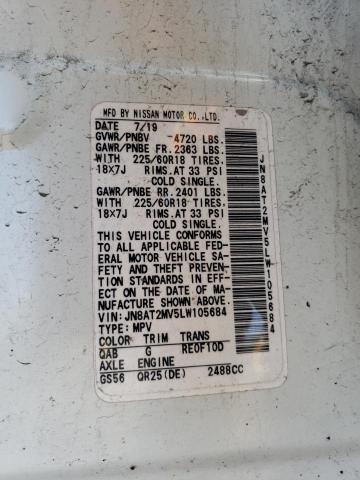 MFD BY NISSAN MOTOR CO.,LTD.
DATE 7/19
GVWR/PNBV 4720 LBS.
GAWR/PNBE FR. 2363 LBS.
WITH 225/60R18 TIRES.
18X7J RIMS.AT 33 PSI
COLD SINGLE.
GAWR/PNBE RR. 2401 LBS.
WITH 225/60R18 TIRES.
18X7J RIMS.AT 33 PSI
COLD SINGLE.
THIS VEHICLE CONFORMS
TO ALL APPLICABLE FED-
ERAL MOTOR VEHICLE SA-
FETY AND THEFT PREVEN-
TION STANDARDS IN EFF-
ECT ON THE DATE OF MA-
NUFACTURE SHOWN ABOVE.
VIN: JN8AT2MV5LW105684
TYPE: MPV
COLOR TRIM TRANS
QAB G RE0F10D
AXLE ENGINE
GS56 QR25(DE) 2488CC
JN8AT2MV5LW105684